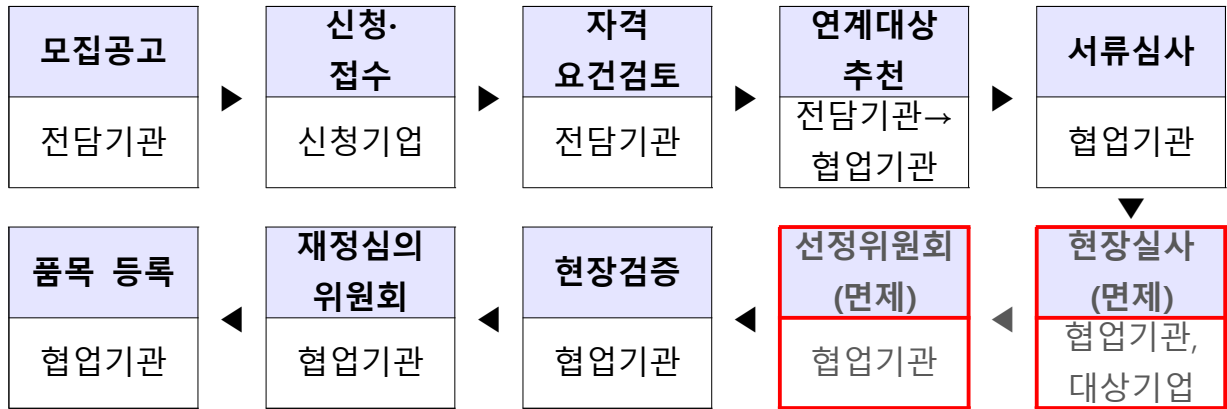 모집공고
전담기관
▶
신청·
접수
신청기업
▶
자격
요건검토
전담기관
▶
연계대상
추천
전담기관→
협업기관
▶
서류심사
협업기관
▼
현장실사
(면제)
협업기관,
대상기업
◀
선정위원회
(면제)
협업기관
◀
현장검증
협업기관
◀
재정심의
위원회
협업기관
◀
품목 등록
협업기관